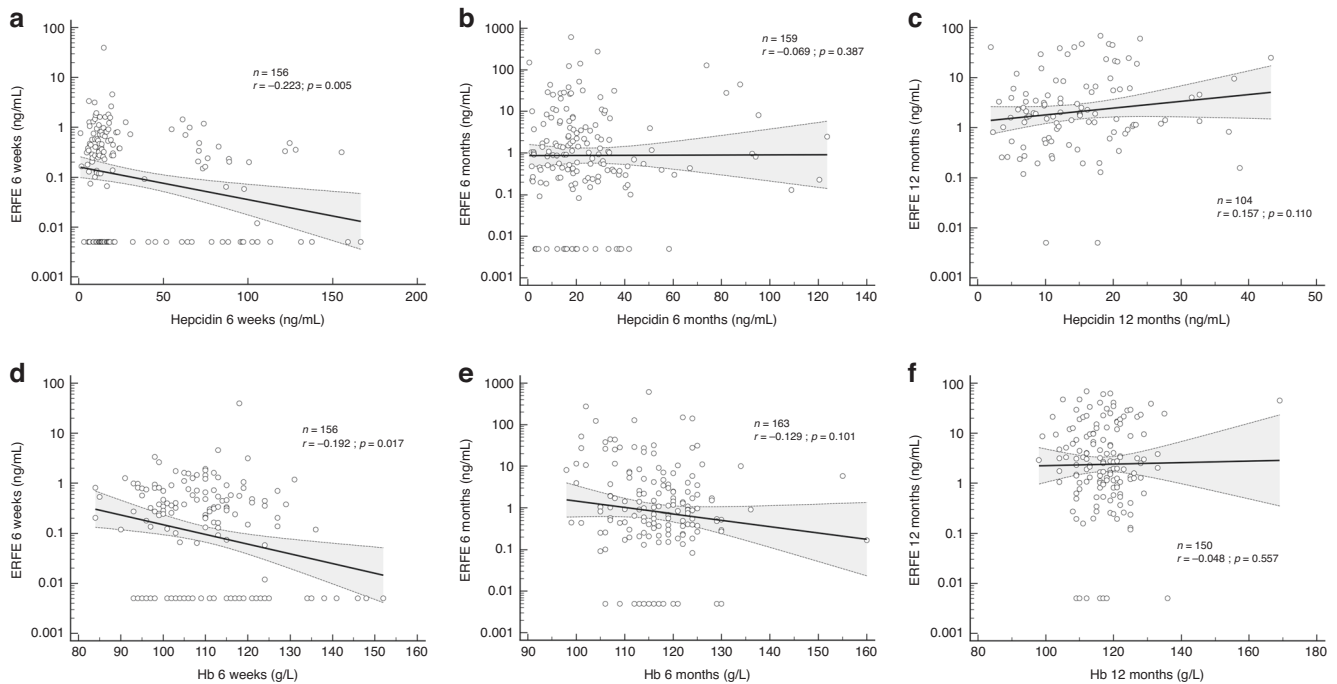 a
100
10
1
0.1
0.01
0.001
ERFE 6 weeks (ng/mL)
n = 156
r = –0.223; p = 0.005
0
50
100
150
200
Hepcidin 6 weeks (ng/mL)
b
1000
100
10
1
0.1
0.01
0.001
ERFE 6 months (ng/mL)
n = 159
r = –0.069 ; p = 0.387
0
20
40
60
80
100
120
140
Hepcidin 6 months (ng/mL)
c
100
10
1
0.1
0.01
0.001
ERFE 12 months (ng/mL)
n = 104
r = 0.157 ; p = 0.110
0
10
20
30
40
50
Hepcidin 12 months (ng/mL)
d
100
10
1
0.1
0.01
0.001
ERFE 6 weeks (ng/mL)
n = 156
r = –0.192 ; p = 0.017
80
90
100
110
120
130
140
150
160
Hb 6 weeks (g/L)
e
1000
100
10
1
0.1
0.01
0.001
ERFE 6 months (ng/mL)
n = 163
r = –0.129 ; p = 0.101
100
110
120
130
140
150
160
Hb 6 months (g/L)
f
100
10
1
0.1
0.01
0.001
ERFE 12 months (ng/mL)
n = 150
r = –0.048 ; p = 0.557
80
100
120
140
160
180
Hb 12 months (g/L)